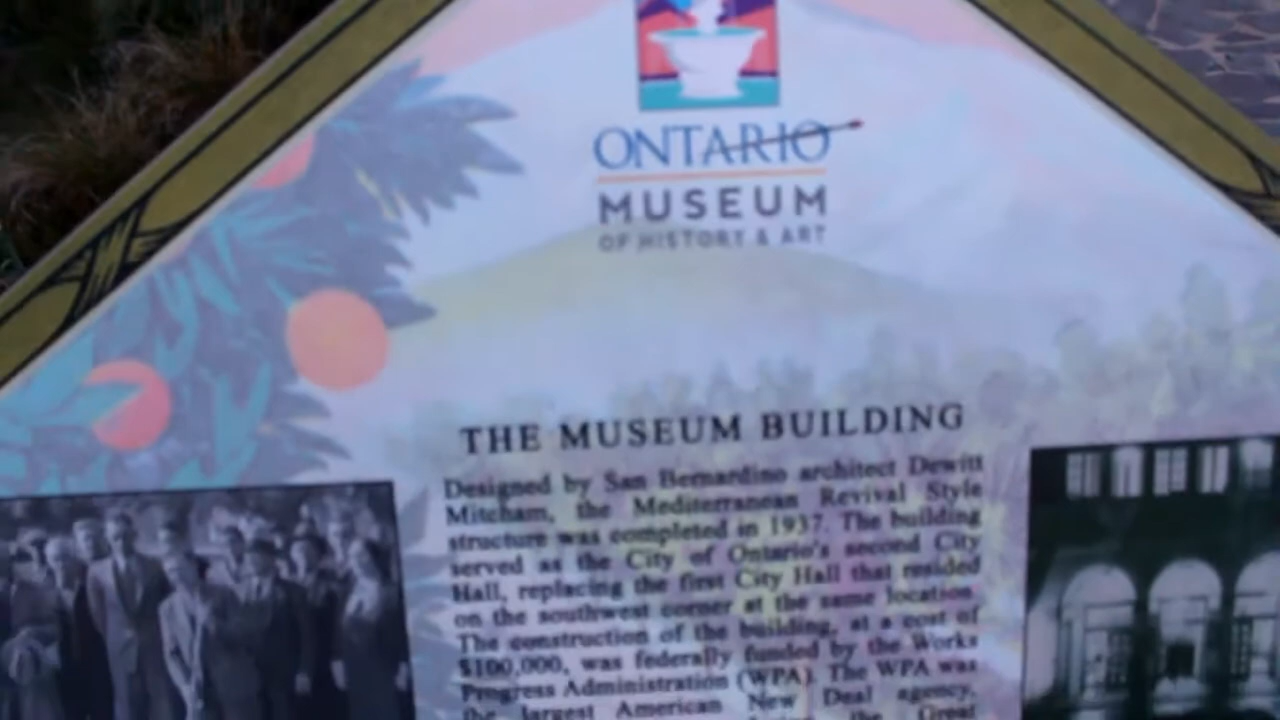 ONTARIO
MUSEUM
OF HISTORY & ART
THE MUSEUM BUILDING
Designed by San Bernardino architect Dewitt
Mitcham, the Mediterranean Revival Style
structure was completed in 1937. The building
served as the City of Ontario's second City
Hall, replacing the first City Hall that resided
on the southwest corner at the same location.
The construction of the building, at a cost of
$100,000, was federally funded by the Works
Progress Administration (WPA). The WPA was
the largest American New Deal agency,
the Great